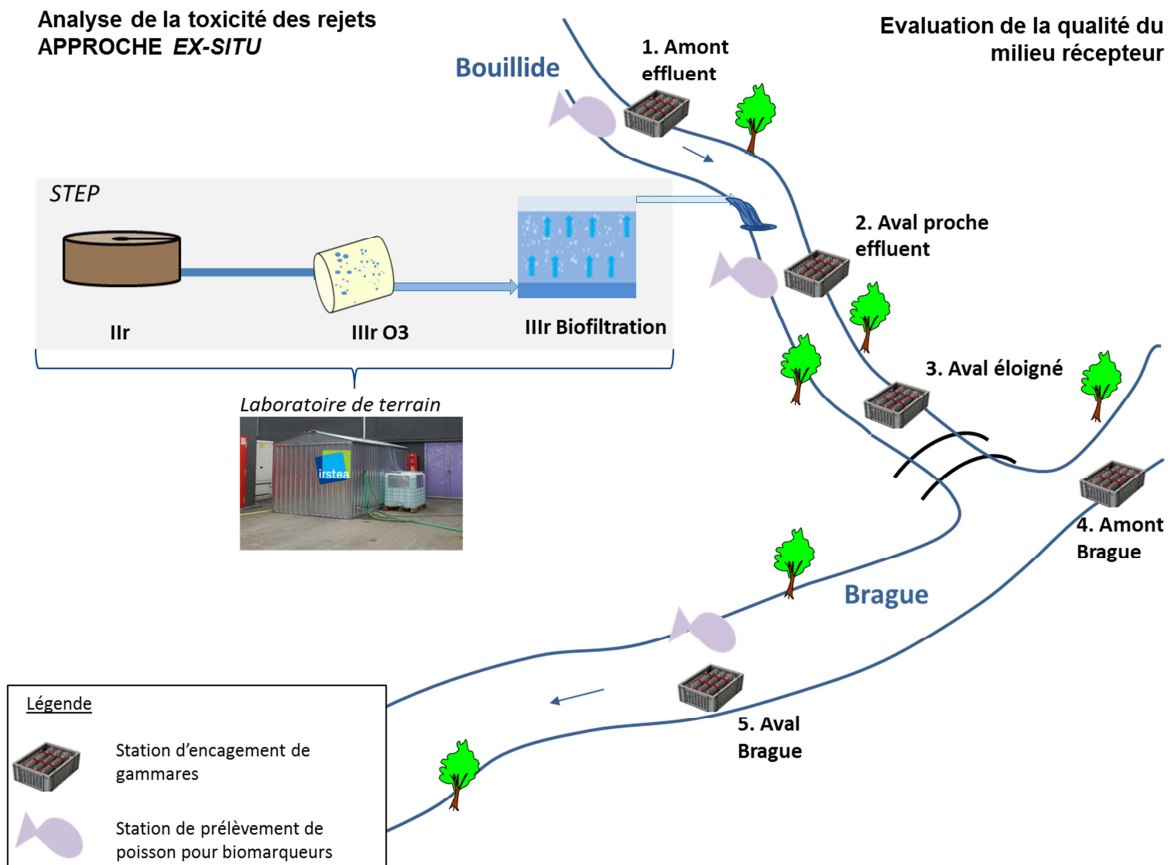 Analyse de la toxicité des rejets
APPROCHE EX-SITU
Evaluation de la qualité du
milieu récepteur
Bouillide
1. Amont
effluent
STEP
IIr
IIIr O3
IIIr Biofiltration
2. Aval proche
effluent
3. Aval éloigné
Laboratoire de terrain
irstea
4. Amont
Brague
Brague
5. Aval
Brague
Légende
Station d'encagement de
gammares
Station de prélèvement de
poisson pour biomarqueurs